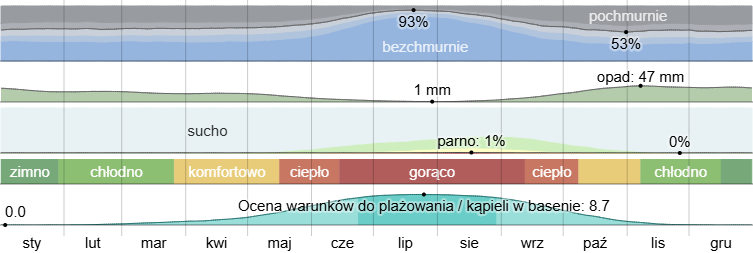 pochmurnie
93%
53%
bezchmurnie
opad: 47 mm
1 mm
sucho
parno: 1%
0%
zimno chłodno komfortowo ciepło gorąco ciepło chłodno
Ocena warunków do plażowania / kąpieli w basenie: 8.7
0.0
sty lut mar kwi maj cze lip sie wrz paź lis gru